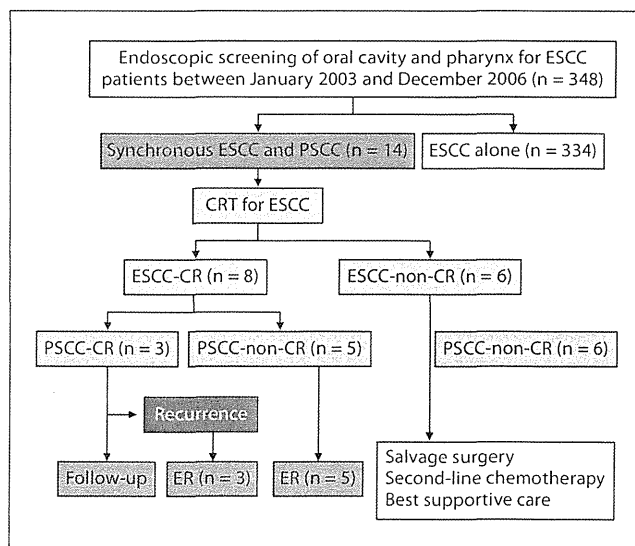 Endoscopic screening of oral cavity and pharynx for ESCC
patients between January 2003 and December 2006 (n = 348)
Synchronous ESCC and PSCC (n = 14)
ESCC alone (n = 334)
CRT for ESCC
ESCC-CR (n = 8)
ESCC-non-CR (n = 6)
PSCC-CR (n = 3)
PSCC-non-CR (n = 5)
PSCC-non-CR (n = 6)
Recurrence
Follow-up
ER (n = 3)
ER (n = 5)
Salvage surgery
Second-line chemotherapy
Best supportive care